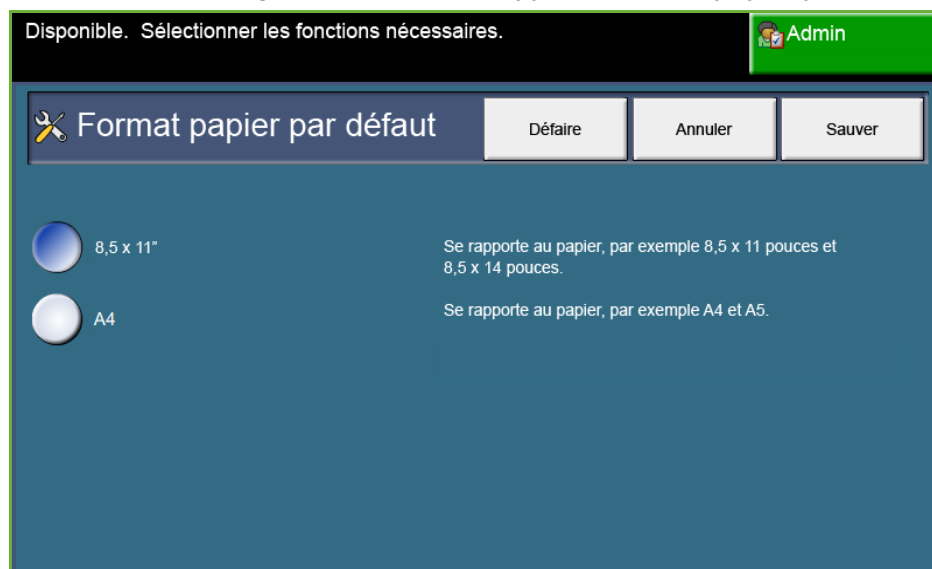 Disponible. Sélectionner les fonctions nécessaires.
Admin
Format papier par défaut
Défaire
Annuler
Sauver
8,5 x 11"
Se rapporte au papier, par exemple 8,5 x 11 pouces et
8,5 x 14 pouces.
A4
Se rapporte au papier, par exemple A4 et A5.